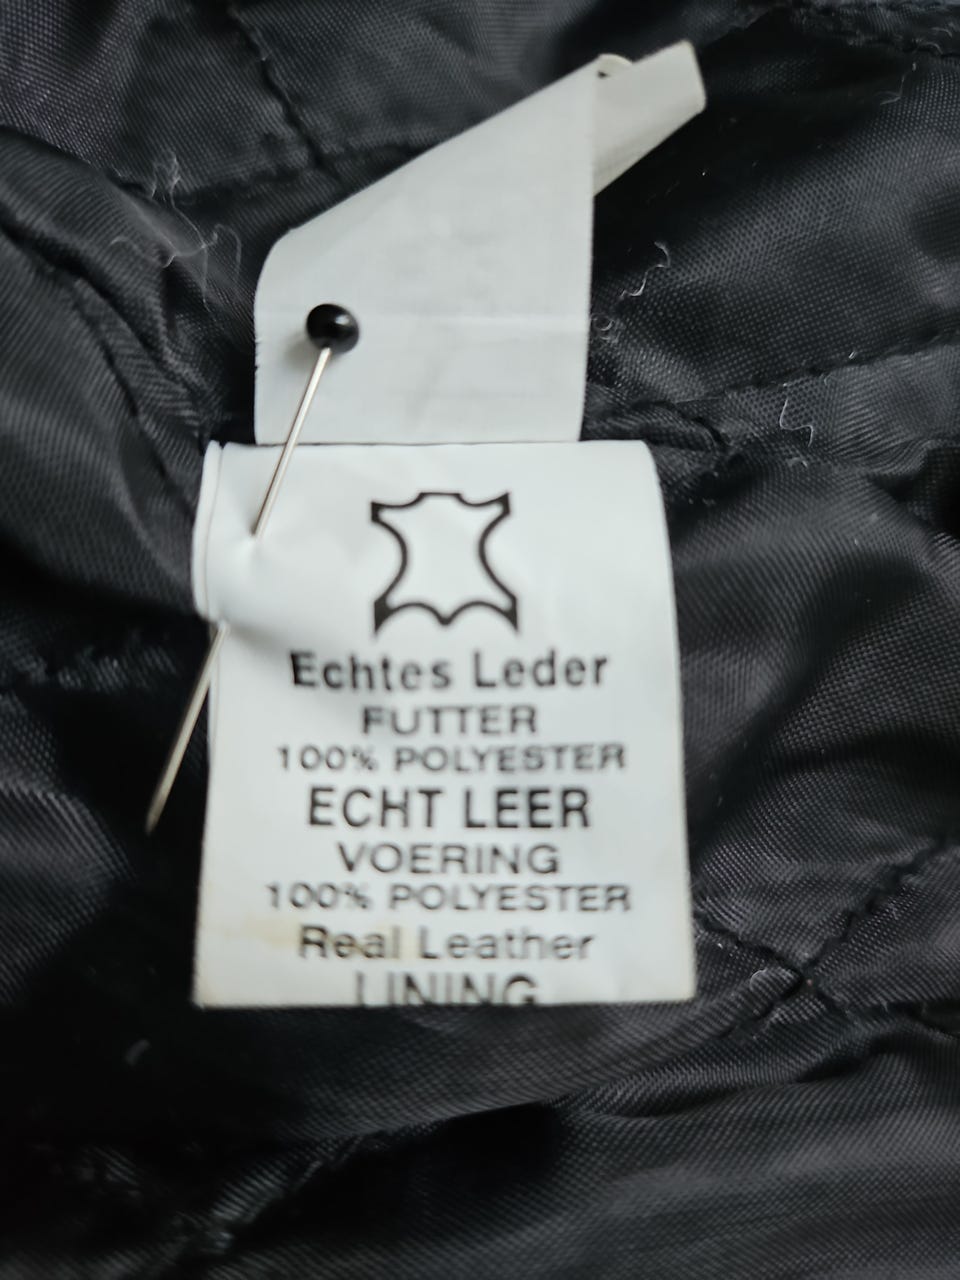 Echtes Leder
FUTTER
100% POLYESTER
ECHT LEER
VOERING
100% POLYESTER
Real Leather
LINING